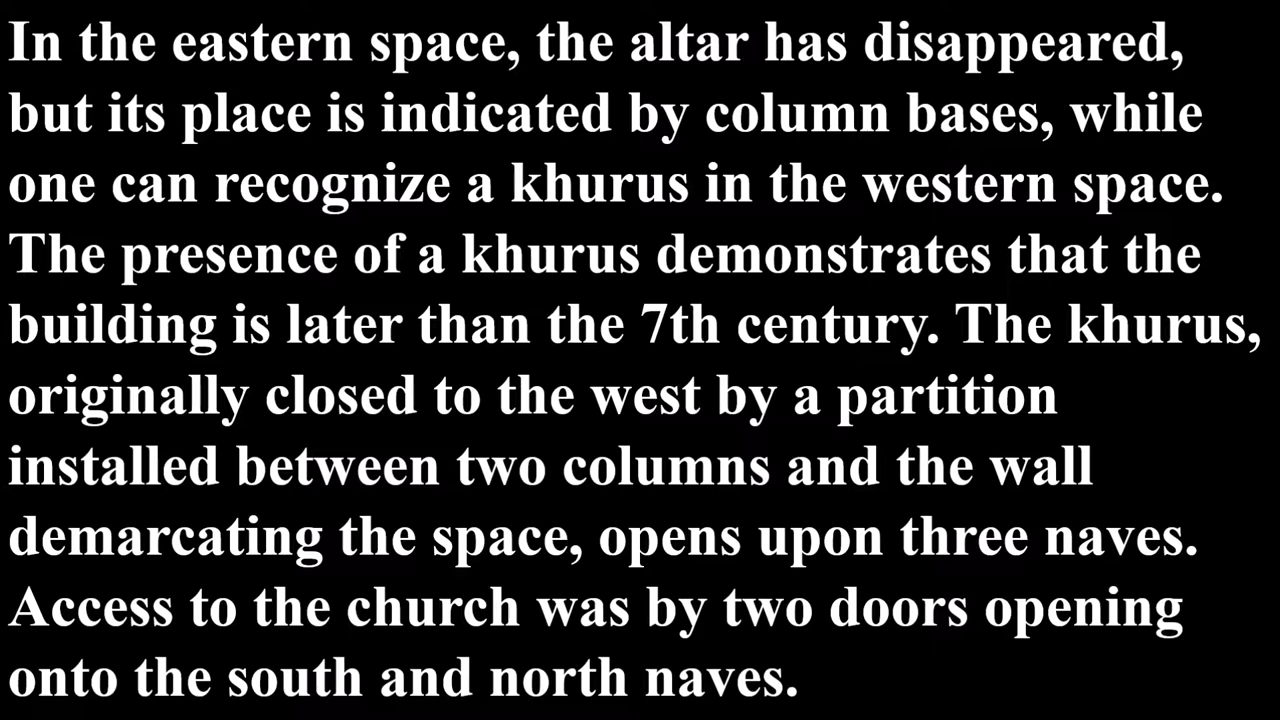 In the eastern space, the altar has disappeared,
but its place is indicated by column bases, while
one can recognize a khurus in the western space.
The presence of a khurus demonstrates that the
building is later than the 7th century. The khurus,
originally closed to the west by a partition
installed between two columns and the wall
demarcating the space, opens upon three naves.
Access to the church was by two doors opening
onto the south and north naves.